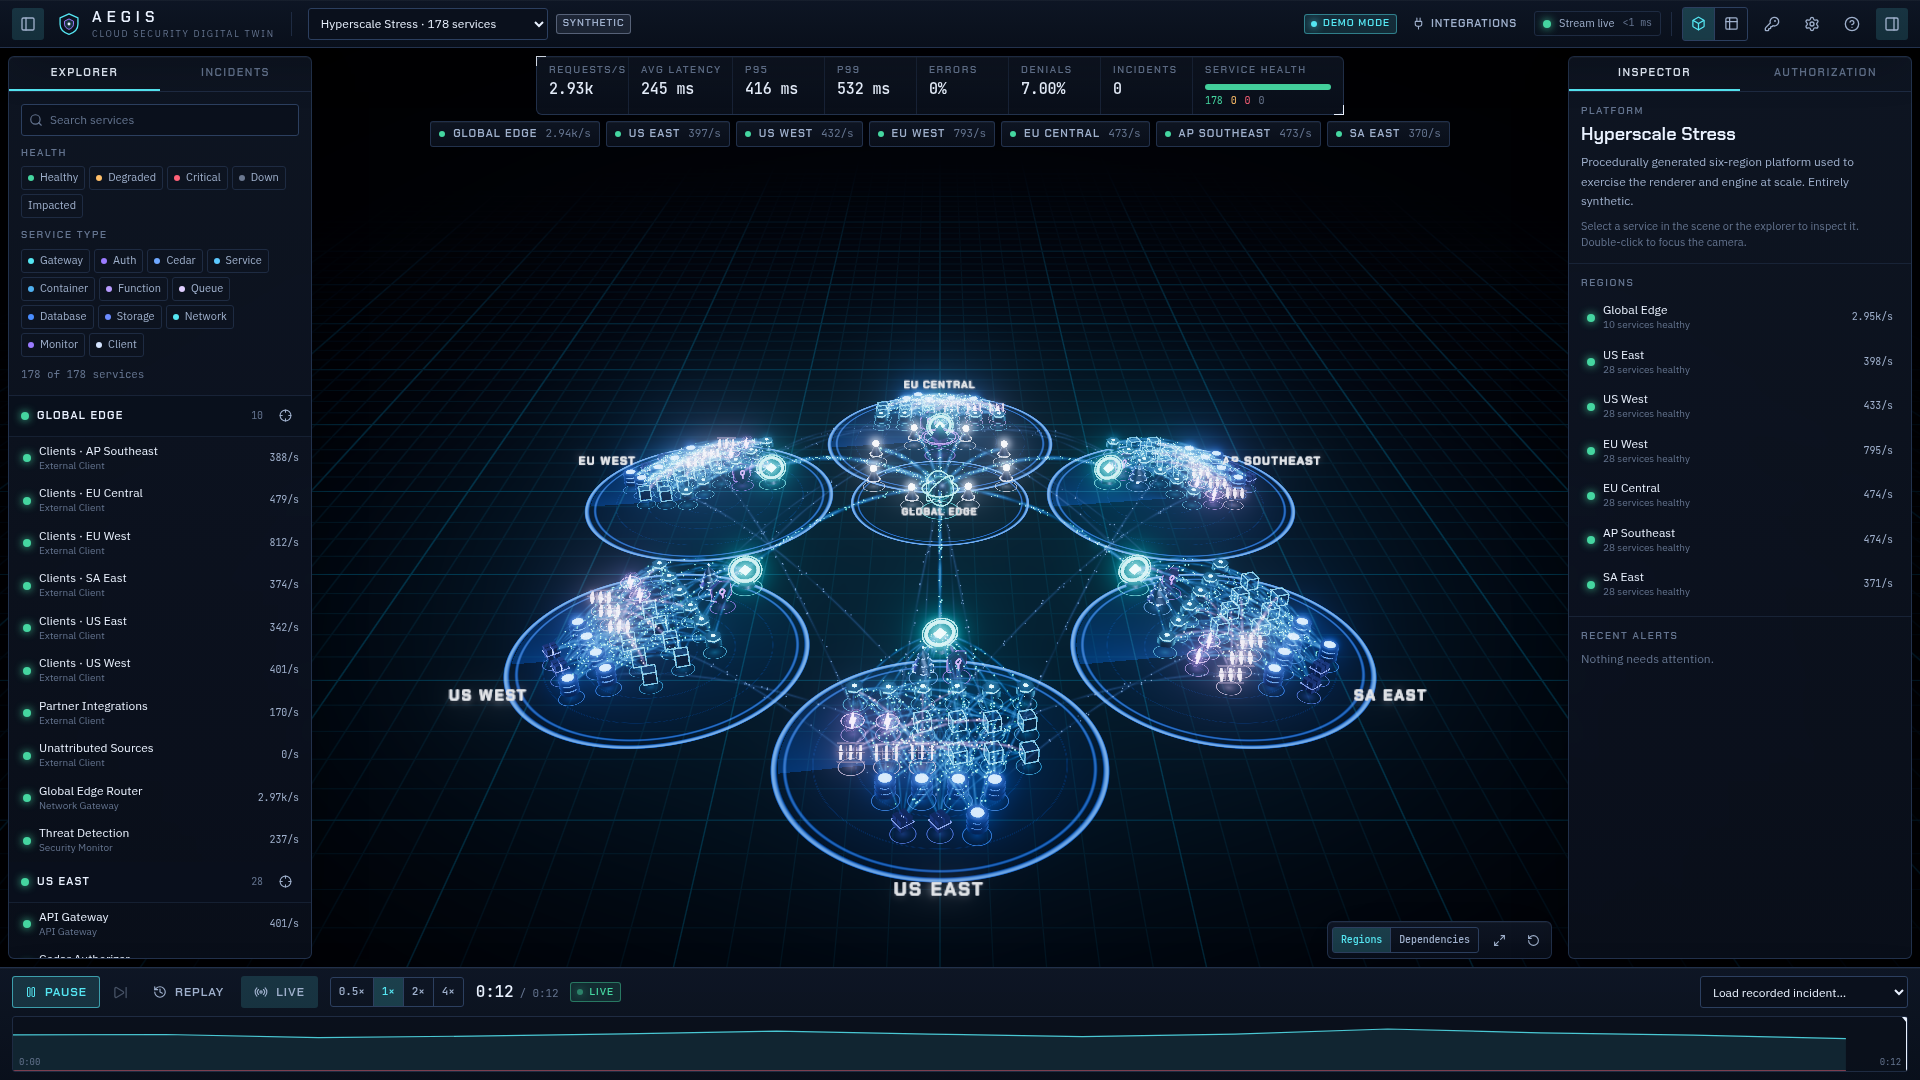 AEGIS
CLOUD SECURITY DIGITAL TWIN
Hyperscale Stress · 178 services
SYNTHETIC
DEMO MODE
INTEGRATIONS
Stream live <1 ms
EXPLORER
INCIDENTS
Search services
HEALTH
Healthy
Degraded
Critical
Down
Impacted
SERVICE TYPE
Gateway
Auth
Cedar
Service
Container
Function
Queue
Database
Storage
Network
Monitor
Client
178 of 178 services
GLOBAL EDGE 10
Clients · AP Southeast 388/s
External Client
Clients · EU Central 479/s
External Client
Clients · EU West 812/s
External Client
Clients · SA East 374/s
External Client
Clients · US East 342/s
External Client
Clients · US West 401/s
External Client
Partner Integrations 170/s
External Client
Unattributed Sources 0/s
External Client
Global Edge Router 2.97k/s
Network Gateway
Threat Detection 237/s
Security Monitor
US EAST 28
API Gateway 401/s
API Gateway
REQUESTS/S
2.93k
AVG LATENCY
245 ms
P95
416 ms
P99
532 ms
ERRORS
0%
DENIALS
7.00%
INCIDENTS
0
SERVICE HEALTH
178 0 0 0
GLOBAL EDGE 2.94k/s
US EAST 397/s
US WEST 432/s
EU WEST 793/s
EU CENTRAL 473/s
AP SOUTHEAST 473/s
SA EAST 370/s
EU CENTRAL
EU WEST
AP SOUTHEAST
GLOBAL EDGE
US WEST
SA EAST
US EAST
Regions
Dependencies
INSPECTOR
AUTHORIZATION
PLATFORM
Hyperscale Stress
Procedurally generated six-region platform used to
exercise the renderer and engine at scale. Entirely
synthetic.
Select a service in the scene or the explorer to inspect it.
Double-click to focus the camera.
REGIONS
Global Edge 2.95k/s
10 services healthy
US East 398/s
28 services healthy
US West 433/s
28 services healthy
EU West 795/s
28 services healthy
EU Central 474/s
28 services healthy
AP Southeast 474/s
28 services healthy
SA East 371/s
28 services healthy
RECENT ALERTS
Nothing needs attention.
PAUSE
REPLAY
LIVE
0.5×
1×
2×
4×
0:12 / 0:12
LIVE
Load recorded incident...
0:00
0:12